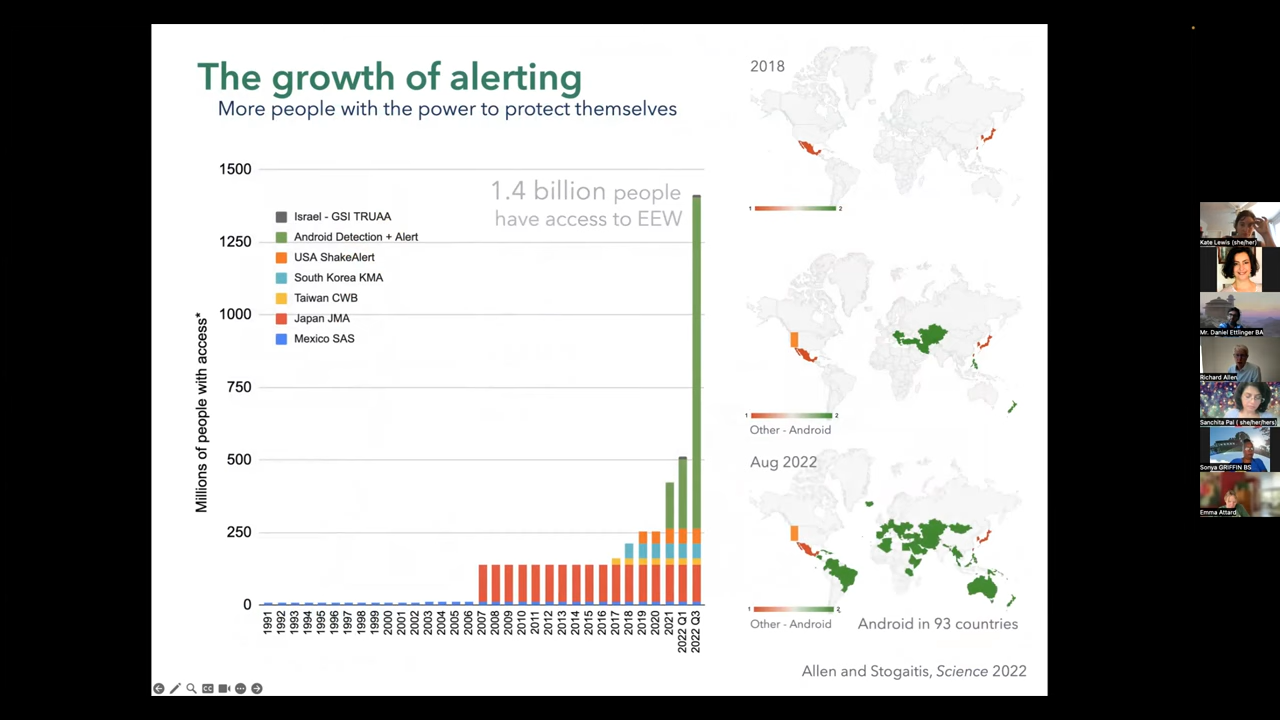 The growth of alerting
More people with the power to protect themselves
1500
1250
1000
750
500
250
0
Millions of people with access*
1.4 billion people
have access to EEW
Israel - GSI TRUAA
Android Detection + Alert
USA ShakeAlert
South Korea KMA
Taiwan CWB
Japan JMA
Mexico SAS
1991
1992
1993
1994
1995
1996
1997
1998
1999
2000
2001
2002
2003
2004
2005
2006
2007
2008
2009
2010
2011
2012
2013
2014
2015
2016
2017
2018
2019
2020
2021
2022 Q1
2022 Q3
2018
1 2
1 2
Other - Android
Aug 2022
1 2
Other - Android
Android in 93 countries
Allen and Stogaitis, Science 2022
CC
Kate Lewis (she/her)
Mr. Daniel Ettlinger BA
Richard Allen
Sanchita Pal ( she/her/hers)
Sonya GRIFFIN BS
Emma Attard